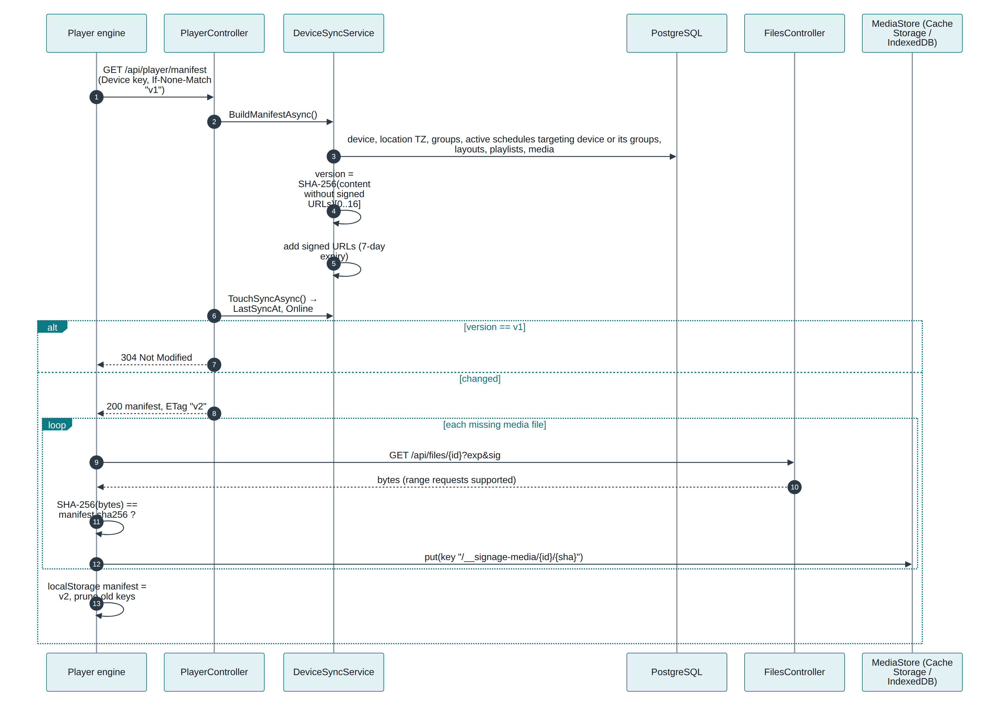 Player engine
PlayerController
DeviceSyncService
PostgreSQL
FilesController
MediaStore (Cache
Storage /
IndexedDB)
GET /api/player/manifest
(Device key, If-None-Match
"v1")
1
BuildManifestAsync()
2
device, location TZ, groups, active schedules targeting device or its groups,
layouts, playlists, media
3
version =
SHA-256(content
without signed
URLs)[0..16]
4
add signed URLs (7-day
expiry)
5
TouchSyncAsync() →
LastSyncAt, Online
6
alt
[version == v1]
304 Not Modified
7
[changed]
200 manifest, ETag "v2"
8
loop
[each missing media file]
GET /api/files/{id}?exp&sig
9
bytes (range requests supported)
10
SHA-256(bytes) ==
manifest sha256 ?
11
put(key "/__signage-media/{id}/{sha}")
12
localStorage manifest =
v2, prune old keys
13
Player engine
PlayerController
DeviceSyncService
PostgreSQL
FilesController
MediaStore (Cache
Storage /
IndexedDB)